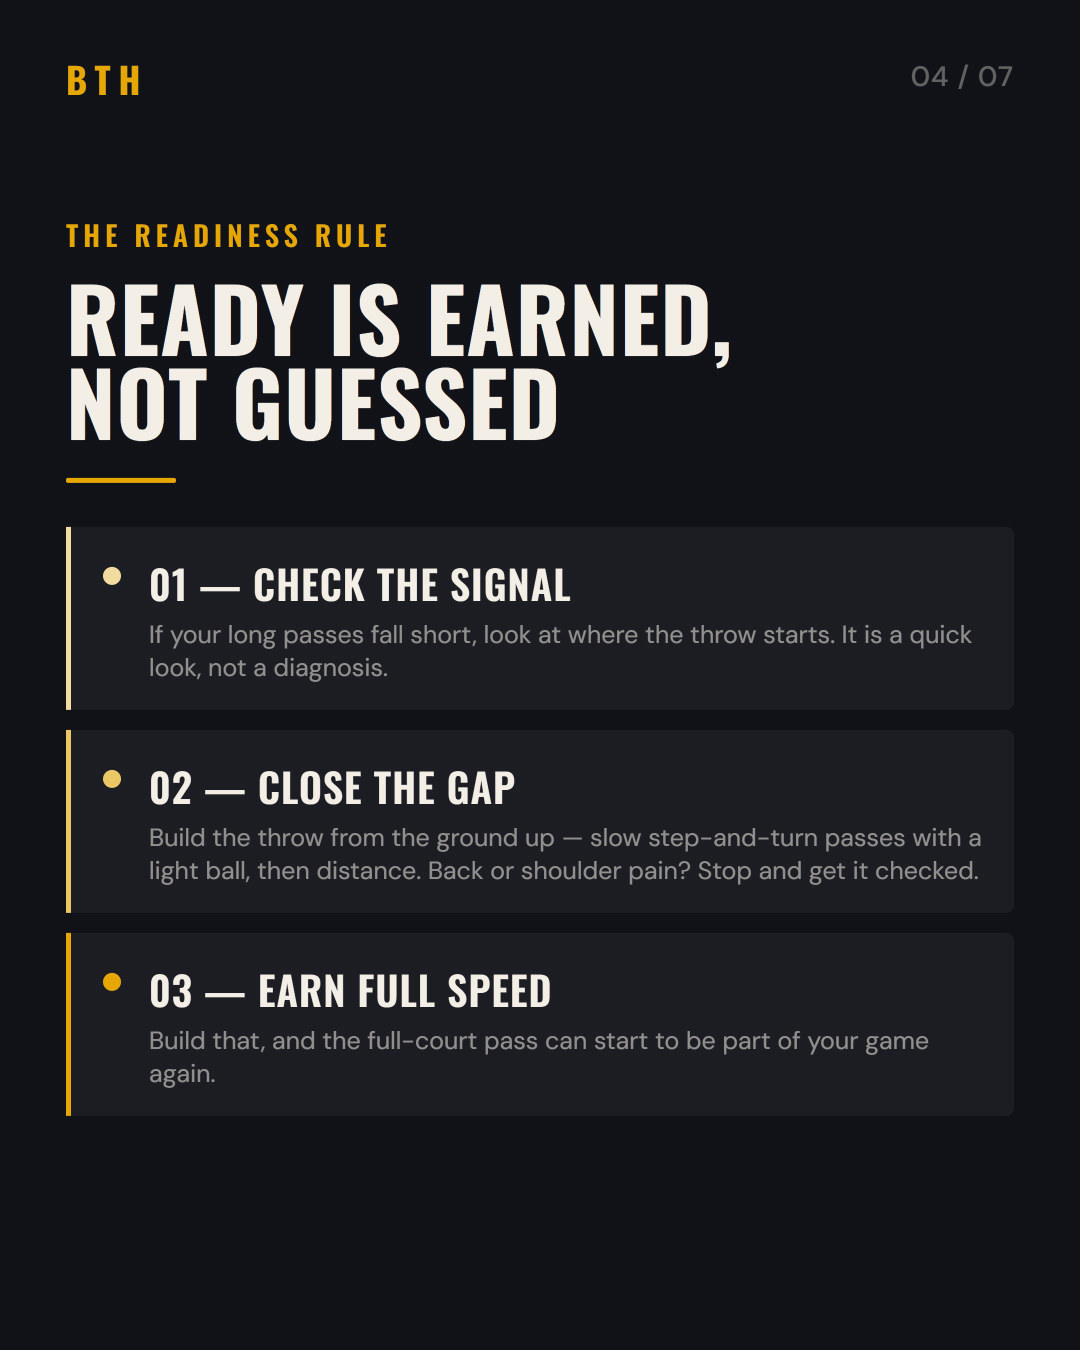 BTH
04 / 07
THE READINESS RULE
READY IS EARNED,
NOT GUESSED
01 — CHECK THE SIGNAL
If your long passes fall short, look at where the throw starts. It is a quick
look, not a diagnosis.
02 — CLOSE THE GAP
Build the throw from the ground up — slow step-and-turn passes with a
light ball, then distance. Back or shoulder pain? Stop and get it checked.
03 — EARN FULL SPEED
Build that, and the full-court pass can start to be part of your game
again.